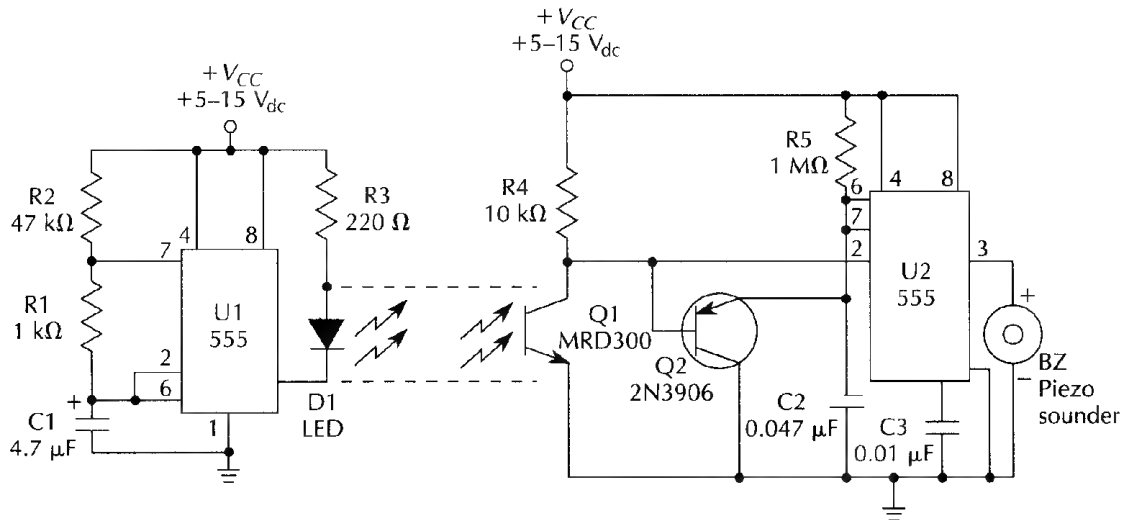 +VCC
+5–15 Vdc
R2
47 kΩ
R1
1 kΩ
C1
4.7 μF
+
7
4
8
2
6
1
U1
555
R3
220 Ω
D1
LED
+VCC
+5–15 Vdc
R4
10 kΩ
Q1
MRD300
Q2
2N3906
R5
1 MΩ
6
7
2
4
8
3
U2
555
C2
0.047 μF
C3
0.01 μF
+
–
BZ
Piezo
sounder